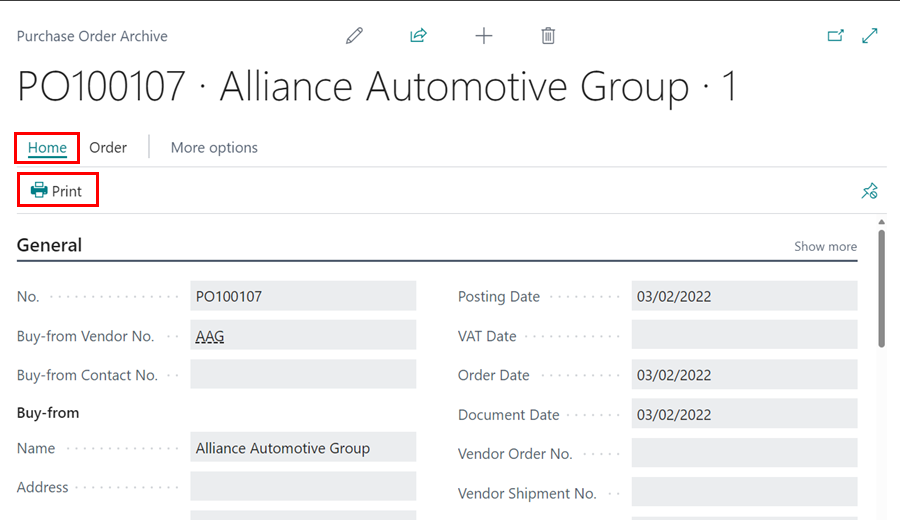 Purchase Order Archive
PO100107 · Alliance Automotive Group · 1
Home Order More options
Print
General Show more
No. PO100107
Posting Date 03/02/2022
Buy-from Vendor No. AAG
VAT Date
Buy-from Contact No.
Order Date 03/02/2022
Buy-from
Document Date 03/02/2022
Name Alliance Automotive Group
Vendor Order No.
Address
Vendor Shipment No.